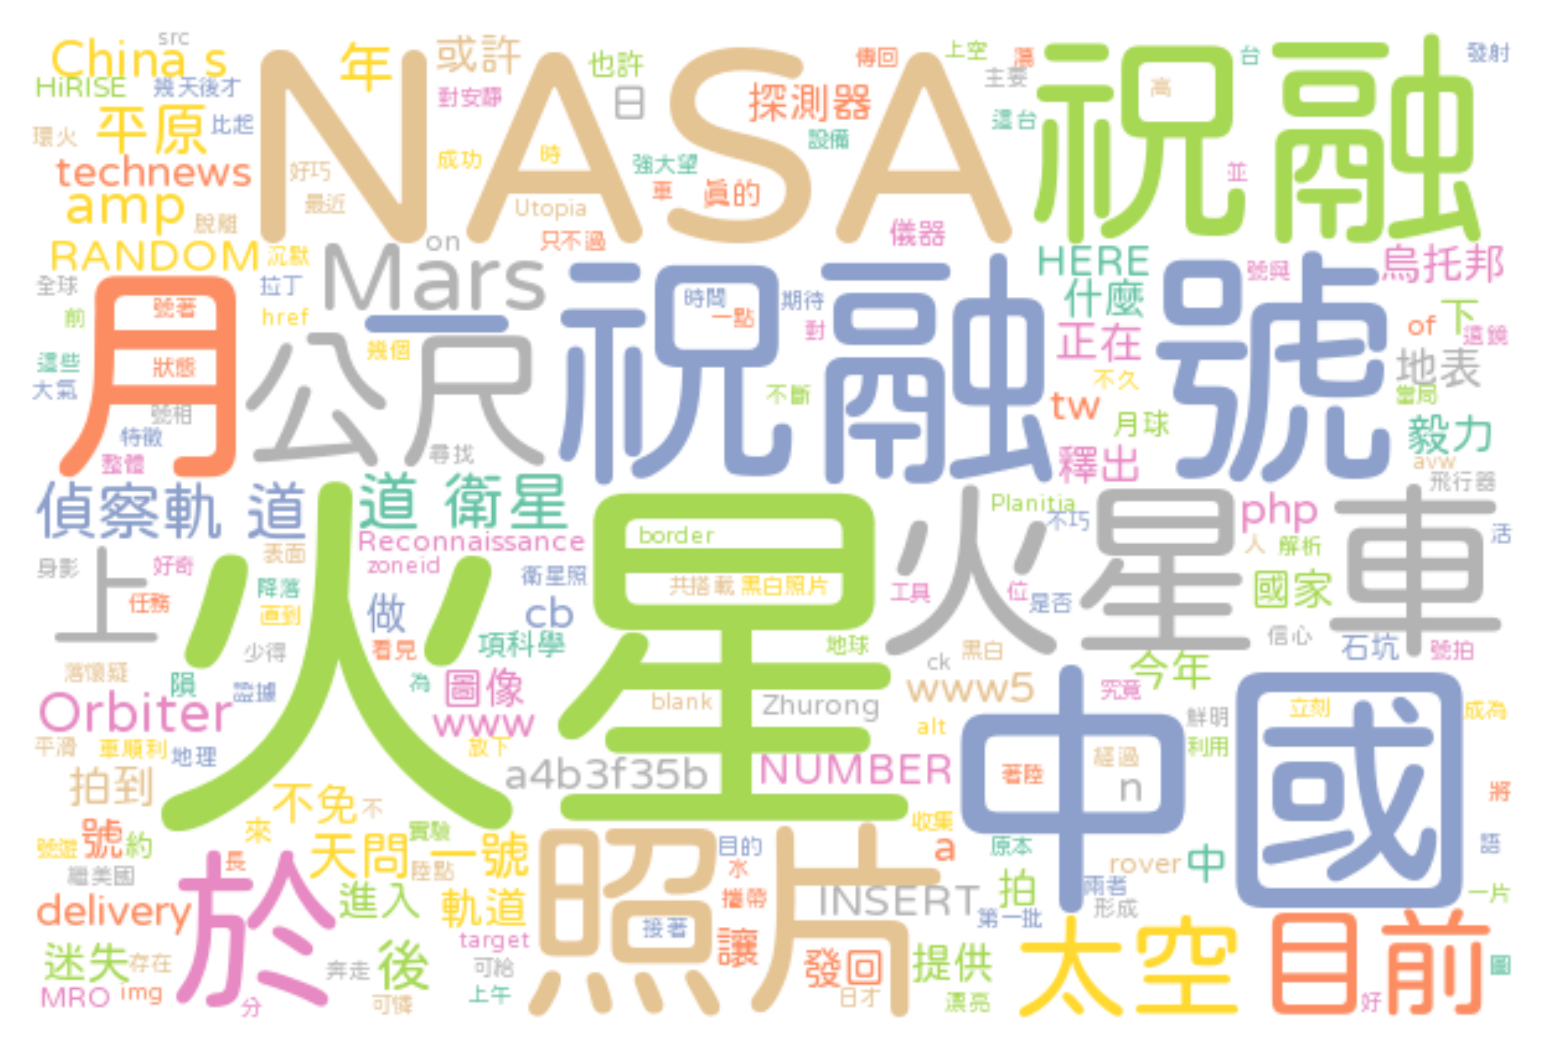 src
China s
HiRISE 幾天後才
平原 比起
環火
technews
amp 脫離
RANDOM 沉默
NASA
年 或許 也許
對安靜 日
成功 時 強大望
好巧
最近
Utopia 車 真的
只不過
探測器
設備
儀器
傳回 上空 瀉
主要
這台
祝融
台 發射
高
並
on
Mars
全球 拉丁
前 href
這些
大氣
月
號著
狀態
號相
特徵
整體
一
幾個
公尺
尋找
祝融號
時間
一點
期待
對
不斷
HERE 號與 烏托邦
什麼 下
正在 of 遠鏡
地表
不久 當局
tw 月球 毅力
釋出 avw
飛行器
偵察軌 道 道 衛星
Reconnaissance
zoneid
表面
身影 好奇
降落
任務 直到
上
少得
看見
做
衛星照
cb
項科學
火星
border
共搭載 黑白照片
地球
blank
Zhurong
Planitia
不巧
火星車
php 活
人 解析
工具 位 是否
國家
信心 石坑 號拍
ck 黑白 今年
www5 究竟
alt
落懷疑
隕 證據 為 圖像
Orbiter www
平滑 車順利 地理 放下
拍到
a4b3f35b NUMBER
中國
著陸 經過
n
鮮明
利用
立刻 成為
將
語
不免 不
來
號遊 號 約 天問 一號 實驗
陸點
繼美國 長
delivery 於 進入 軌道
迷失 存在 奔走 後 target
可給
MRO img 分 可憐 上午
照片
目的
水
接著 攜帶
讓
收集
a
INSERT
發回
日才
原本
拍
第一批
提供
漂亮
rover 中
兩者
形成
一片
太空 目前
圖
好